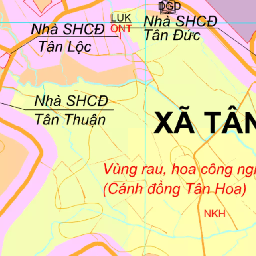 DGD
LUK
ONT
Nhà SHCĐ
Tân Đức
Nhà SHCĐ
Tân Lộc
Nhà SHCĐ
Tân Thuận
XÃ TÂN
Vùng rau, hoa công ngh
(Cánh đồng Tân Hoa)
NKH